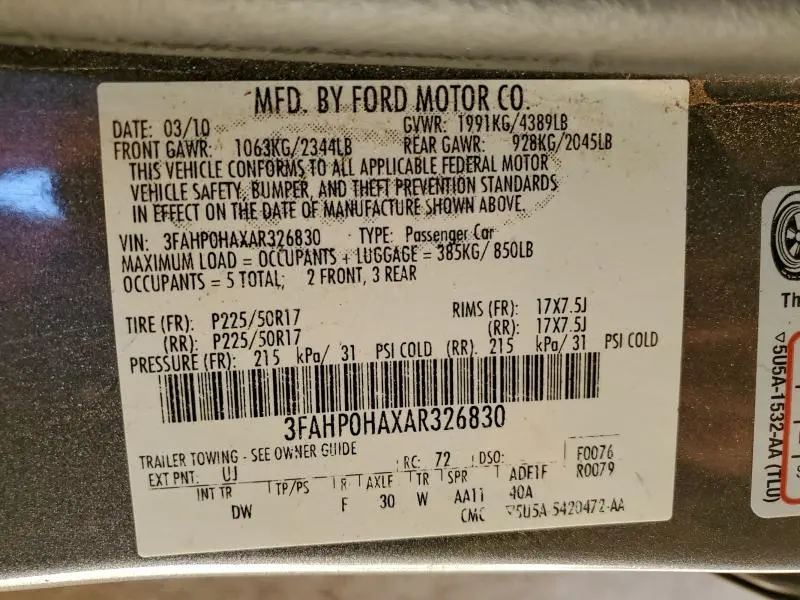 MFD. BY FORD MOTOR CO.
DATE: 03/10 GVWR: 1991KG/4389LB
FRONT GAWR: 1063KG/2344LB REAR GAWR: 928KG/2045LB
THIS VEHICLE CONFORMS TO ALL APPLICABLE FEDERAL MOTOR
VEHICLE SAFETY, BUMPER, AND THEFT PREVENTION STANDARDS
IN EFFECT ON THE DATE OF MANUFACTURE SHOWN ABOVE.
VIN: 3FAHP0HAXAR326830 TYPE: Passenger Car
MAXIMUM LOAD = OCCUPANTS + LUGGAGE = 385KG/ 850LB
OCCUPANTS = 5 TOTAL; 2 FRONT, 3 REAR
TIRE (FR): P225/50R17 RIMS (FR): 17X7.5J
(RR): P225/50R17 (RR): 17X7.5J
PRESSURE (FR): 215 kPa/ 31 PSI COLD (RR). 215 kPa/31 PSI COLD
3FAHP0HAXAR326830
TRAILER TOWING - SEE OWNER GUIDE
EXT PNT: UJ RC: 72 DSO: F0076
R0079
INT TR TP/PS R AXLE TR SPR ADE1F
DW F 30 W AA11 40A
CMC 5U5A-5420472-AA
Th
5U5A-1532-AA (TLU)